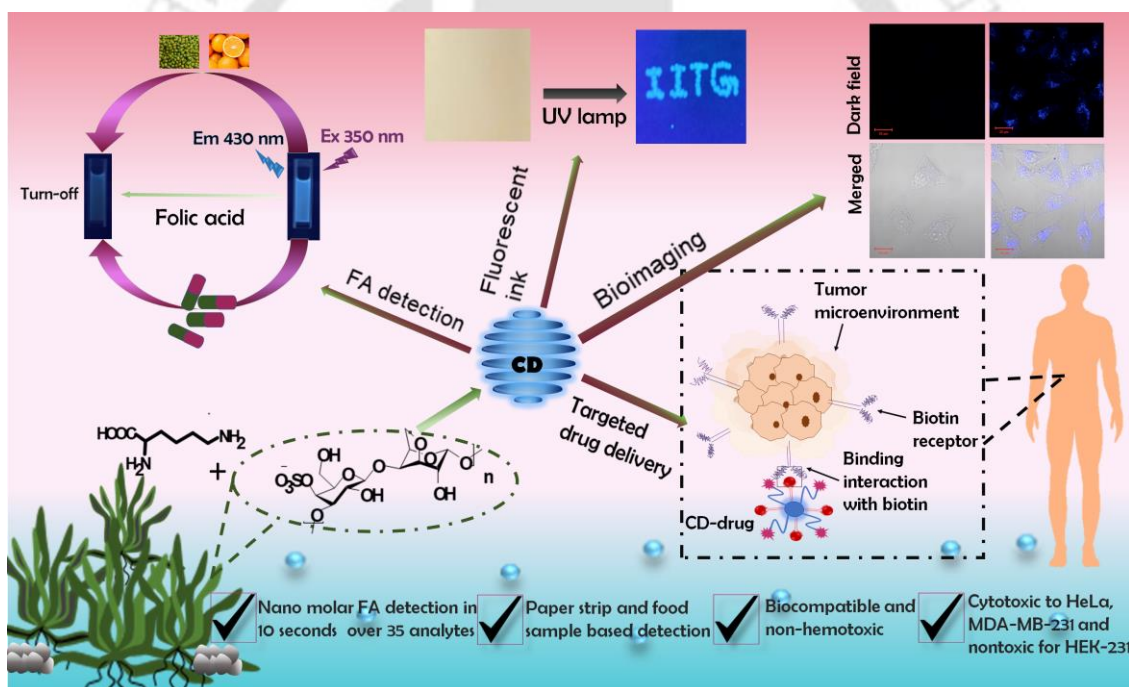 Em 430 nm
Ex 350 nm
Turn-off
Folic acid
UV lamp
IITG
Dark field
Merged
FA detection
Fluorescent
ink
Bioimaging
CD
Targeted
drug delivery
Tumor
microenvironment
Biotin
receptor
Binding
interaction
with biotin
CD-drug
HOOC
NH2
NH2
+
-O3SO
OH
O
OH
O
O
O
OH
O
n
Nano molar FA detection in
10 seconds over 35 analytes
Paper strip and food
sample based detection
Biocompatible and
non-hemotoxic
Cytotoxic to HeLa,
MDA-MB-231 and
nontoxic for HEK-231